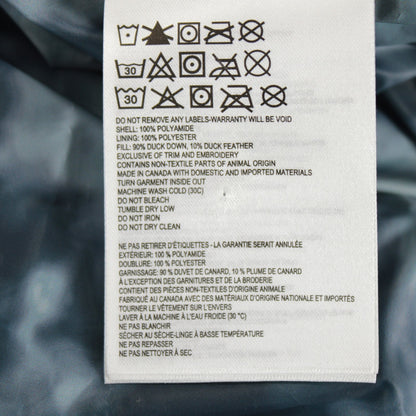 30
30
DO NOT REMOVE ANY LABELS-WARRANTY WILL BE VOID
SHELL: 100% POLYAMIDE
LINING: 100% POLYESTER
FILL: 90% DUCK DOWN, 10% DUCK FEATHER
EXCLUSIVE OF TRIM AND EMBROIDERY
CONTAINS NON-TEXTILE PARTS OF ANIMAL ORIGIN
MADE IN CANADA WITH DOMESTIC AND IMPORTED MATERIALS
TURN GARMENT INSIDE OUT
MACHINE WASH COLD (30C)
DO NOT BLEACH
TUMBLE DRY LOW
DO NOT IRON
DO NOT DRY CLEAN
NE PAS RETIRER D'ÉTIQUETTES - LA GARANTIE SERAIT ANNULÉE
EXTÉRIEUR: 100% POLYAMIDE
DOUBLURE: 100% POLYESTER
GARNISSAGE: 90 % DUVET DE CANARD, 10 % PLUME DE CANARD
À L'EXCEPTION DES GARNITURES ET DE LA BRODERIE
CONTIENT DES PIÈCES NON-TEXTILES D'ORIGINE ANIMALE
FABRIQUÉ AU CANADA AVEC DES MATÉRIAUX D'ORIGINE NATIONALE ET IMPORTÉS
TOURNER LE VÊTEMENT SUR L'ENVERS
LAVER À LA MACHINE À L'EAU FROIDE (30 °C)
NE PAS BLANCHIR
SÉCHER AU SÈCHE-LINGE À BASSE TEMPÉRATURE
NE PAS REPASSER
NE PAS NETTOYER À SEC